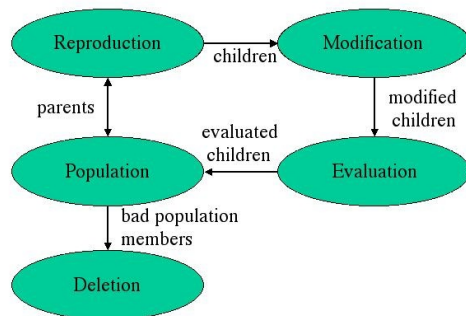 Reproduction
children
Modification
parents
modified
children
evaluated
children
Population
Evaluation
bad population
members
Deletion